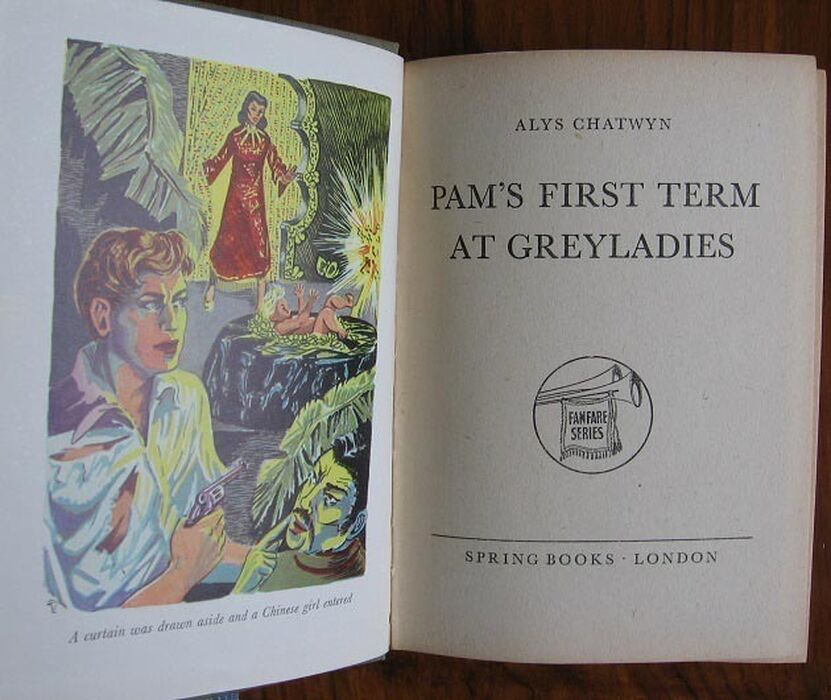 A curtain was drawn aside and a Chinese girl entered
ALYS CHATWYN
PAM'S FIRST TERM
AT GREYLADIES
FANFARE
SERIES
SPRING BOOKS · LONDON